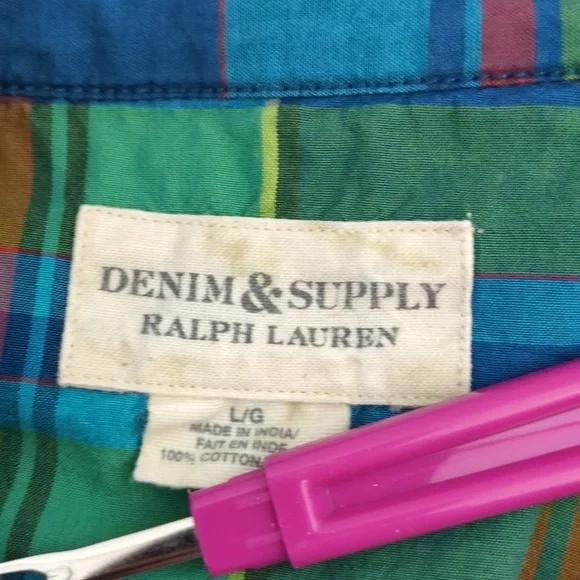 DENIM & SUPPLY
RALPH LAUREN
L/G
MADE IN INDIA/
FAIT EN INDE
100% COTTON